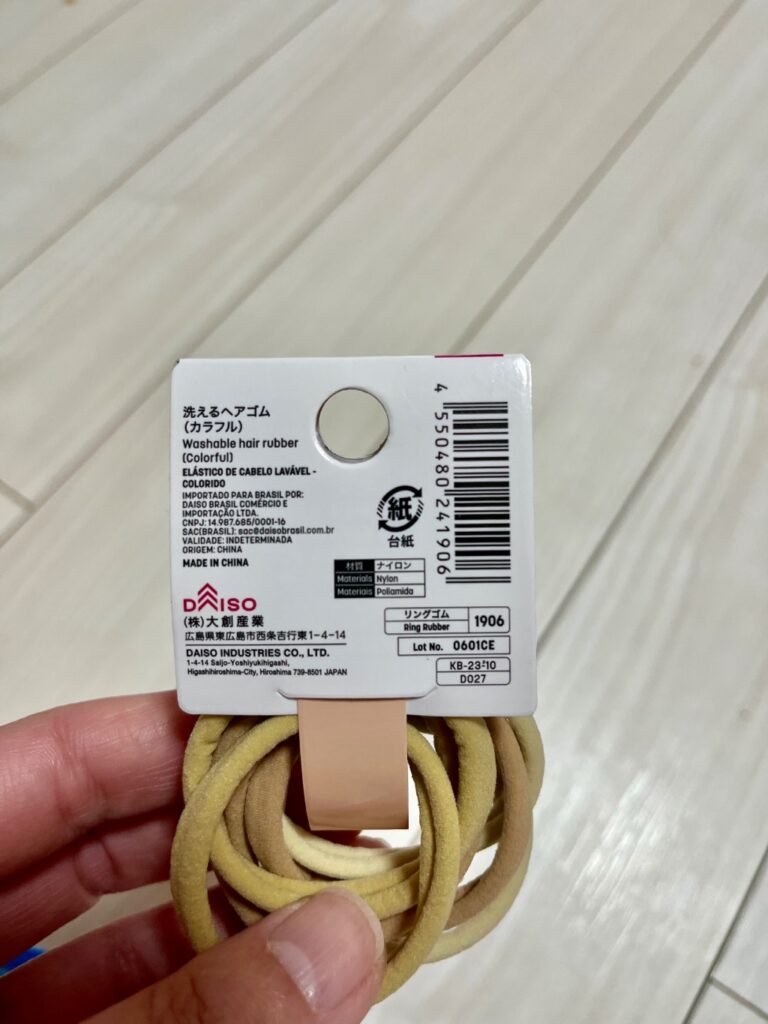 洗えるヘアゴム
(カラフル)
Washable hair rubber
(Colorful)
ELÁSTICO DE CABELO LAVÁVEL -
COLORIDO
IMPORTADO PARA BRASIL POR:
DAISO BRASIL COMÉRCIO E
IMPORTAÇÃO LTDA.
CNPJ: 14.987.685/0001-16
SAC(BRASIL): sac@daisobrasil.com.br
VALIDADE: INDETERMINADA
ORIGEM: CHINA
MADE IN CHINA
DAISO
(株)大創産業
広島県東広島市西条吉行東1-4-14
DAISO INDUSTRIES CO., LTD.
1-4-14 Saijo-Yoshiyukihigashi,
Higashihiroshima-City, Hiroshima 739-8501 JAPAN
紙
台紙
4 550480 241906
材質 ナイロン
Materials Nylon
Materiais Poliamida
リングゴム
Ring Rubber
1906
Lot No. 0601CE
KB-23-#10
D027